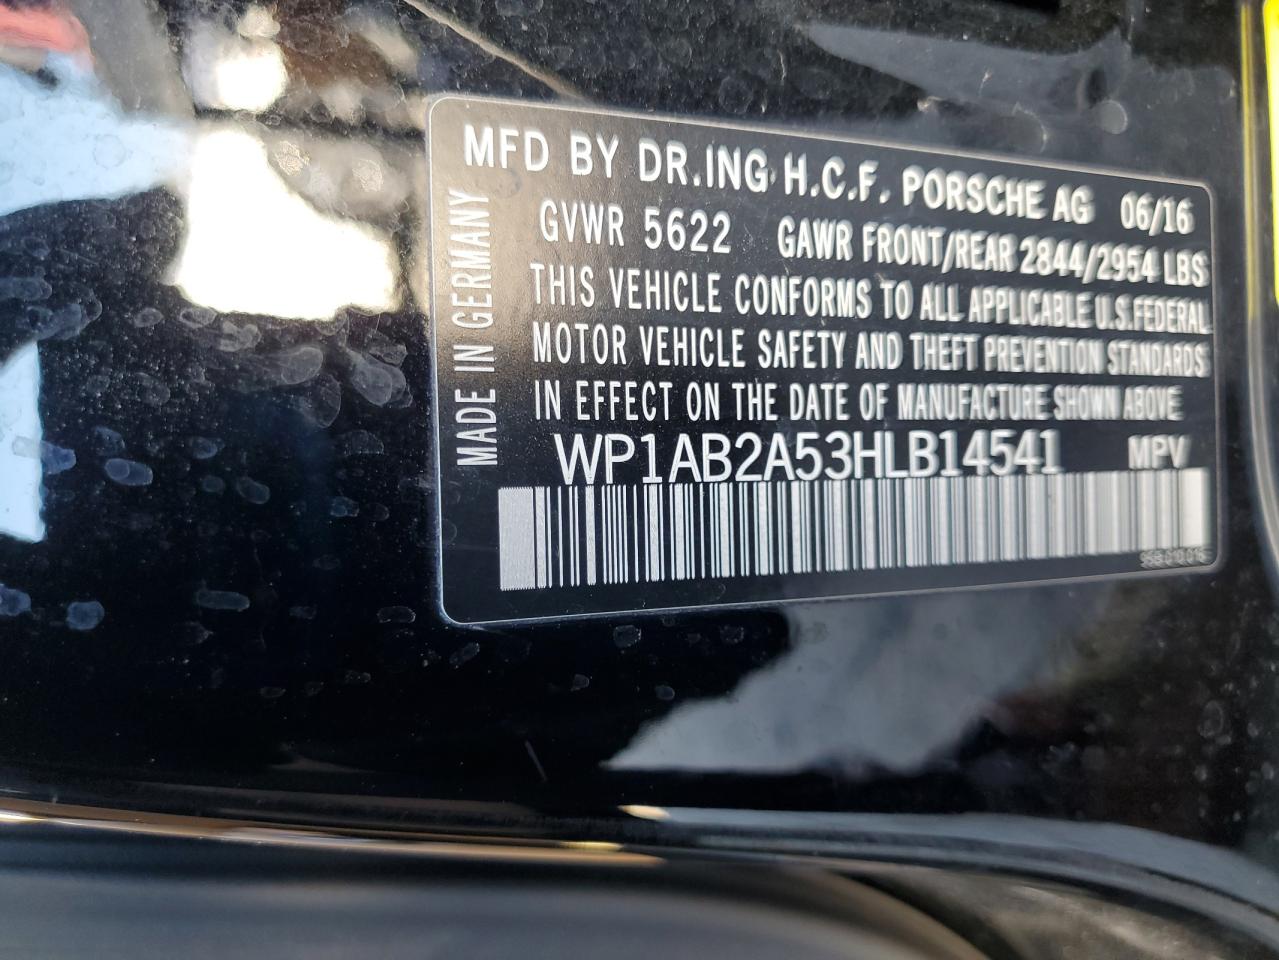 MFD BY DR.ING. H.C.F. PORSCHE AG 06/16
GVWR 5622 GAWR FRONT/REAR 2844/2954 LBS
THIS VEHICLE CONFORMS TO ALL APPLICABLE U.S.FEDERAL
MOTOR VEHICLE SAFETY AND THEFT PREVENTION STANDARDS
IN EFFECT ON THE DATE OF MANUFACTURE SHOWN ABOVE
WP1AB2A53HLB14541 MPV
MADE IN GERMANY